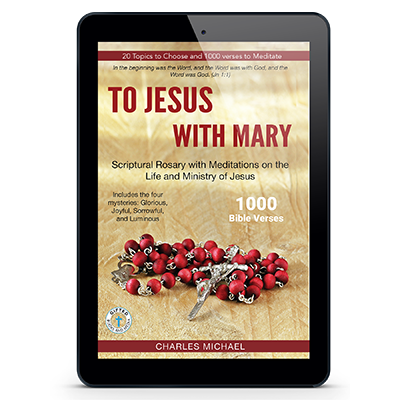 20 Topics to Choose and 1000 verses to Meditate
In the beginning was the Word, and the Word was with God, and the
Word was God. (Jn 1:1)
TO JESUS
WITH MARY
Scriptural Rosary with Meditations on the
Life and Ministry of Jesus
Includes the four
mysteries: Glorious,
Joyful, Sorrowful,
and Luminous
1000
Bible Verses
GIFTED
CHARLES MICHAEL